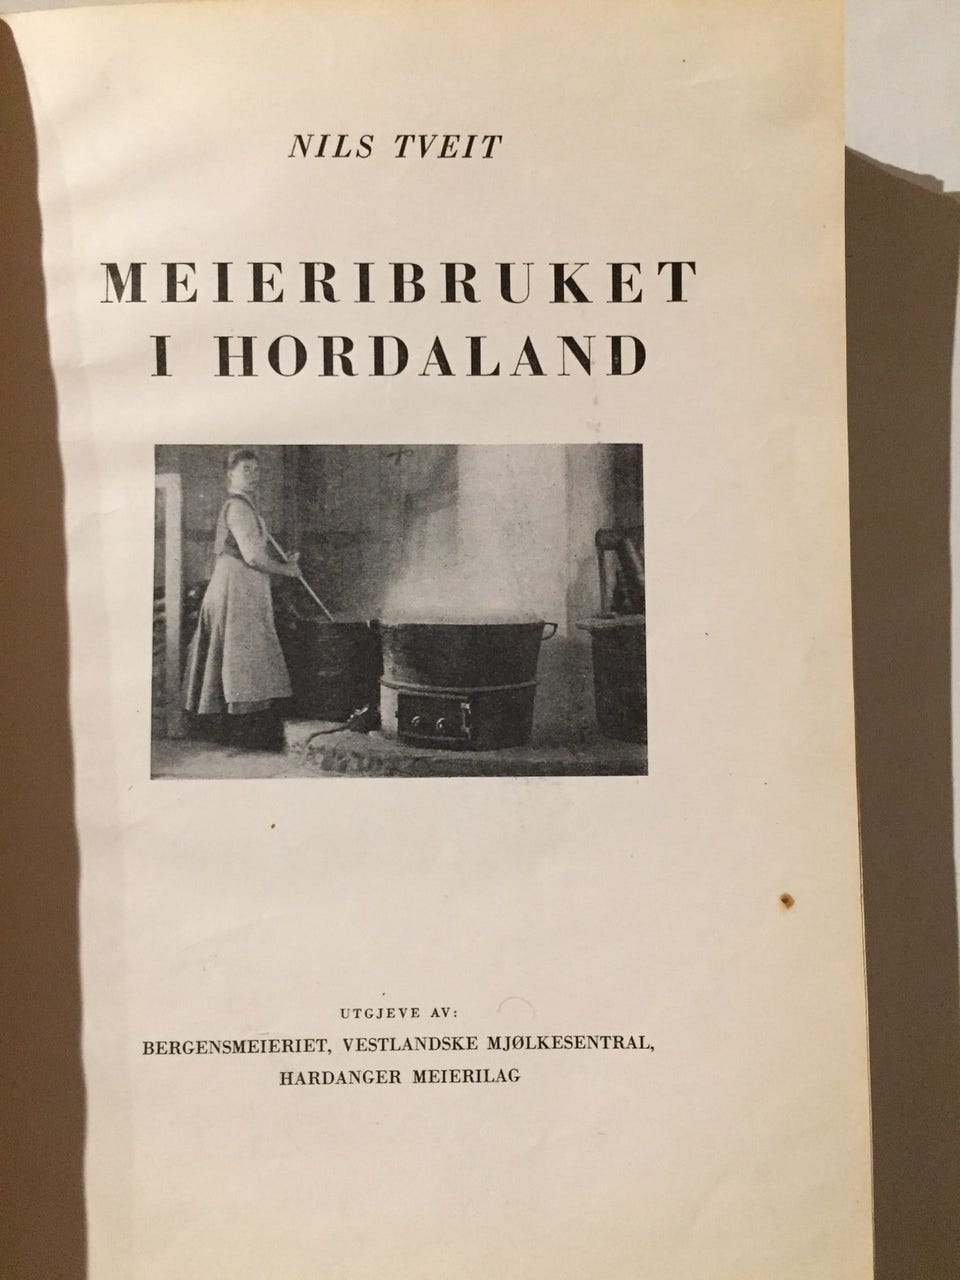 NILS TVEIT
MEIERIBRUKET
I HORDALAND
UTGJEVE AV:
BERGENSMEIERIET, VESTLANDSKE MJØLKESENTRAL,
HARDANGER MEIERILAG